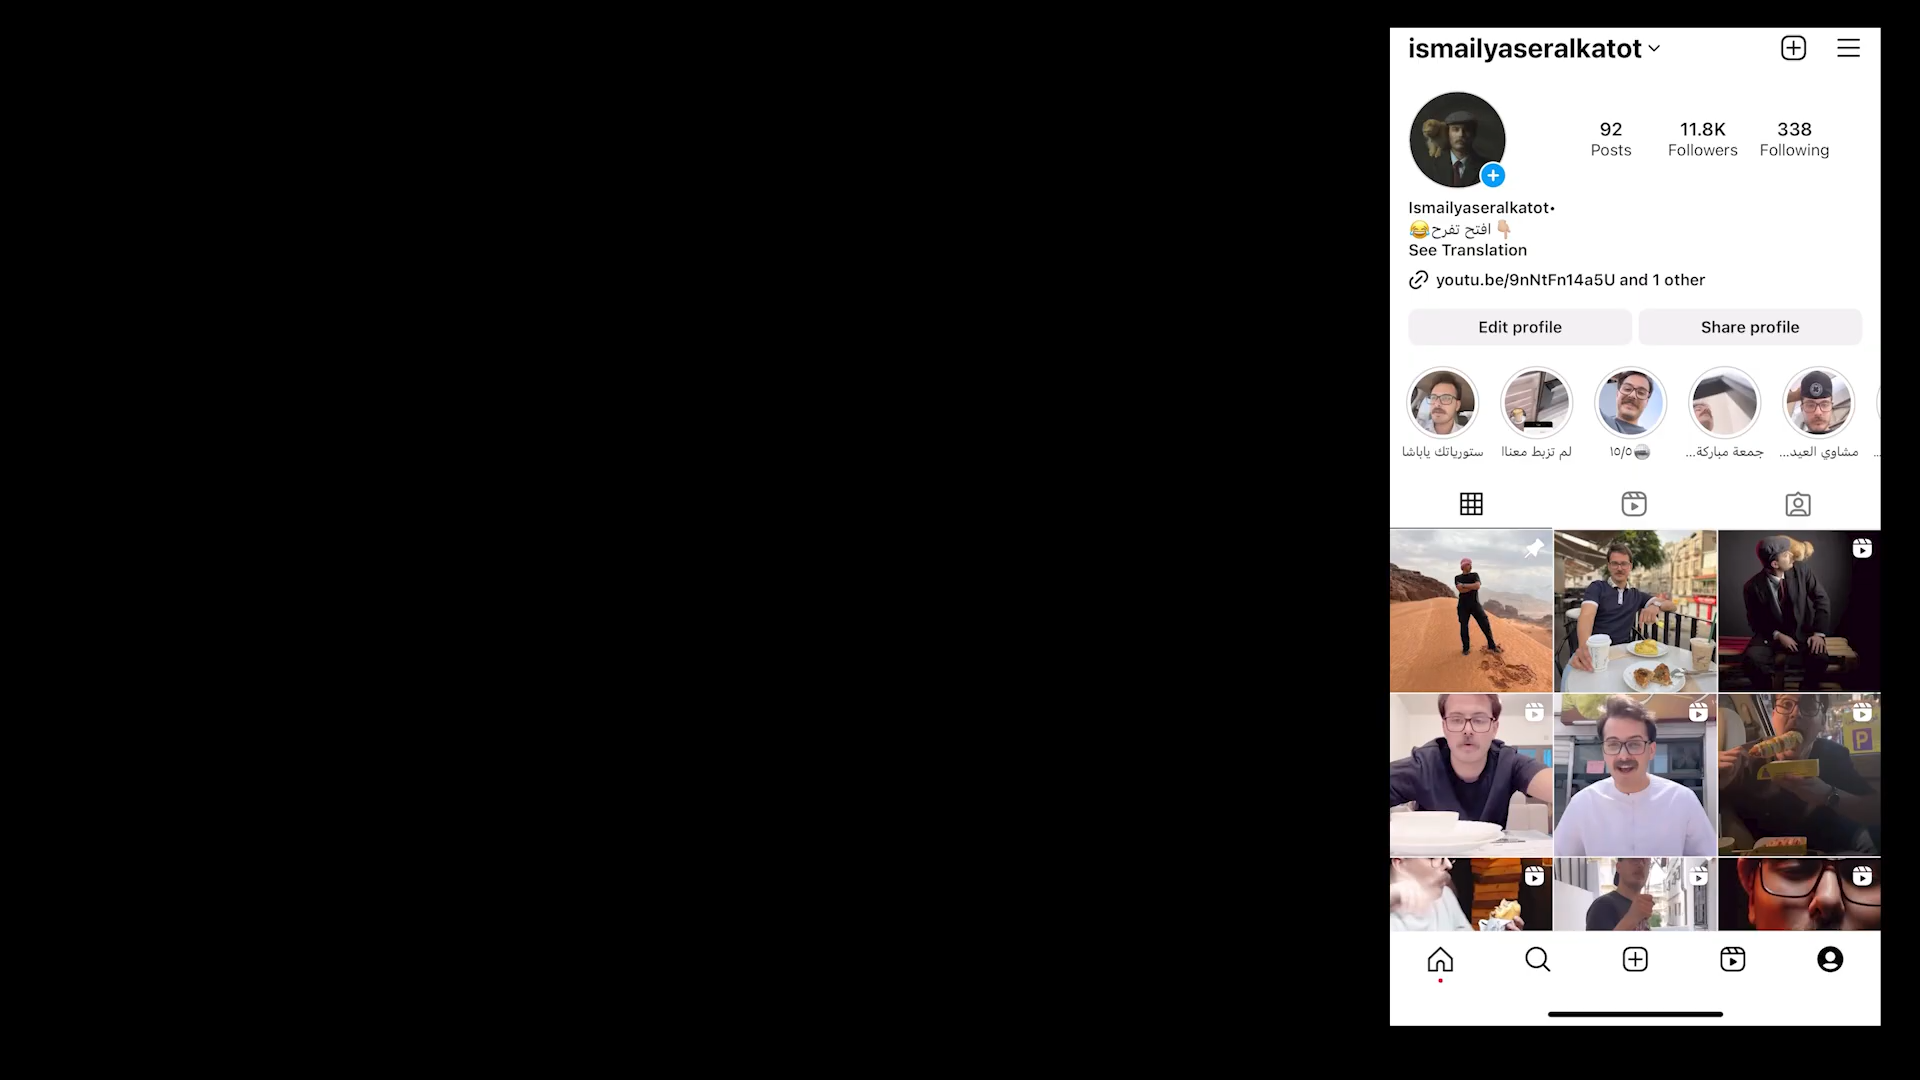 ismailyaseralkatot
92 11.8K 338
Posts Followers Following
Ismailyaseralkatot•
😂افتح تفرح 👇🏼
See Translation
youtu.be/9nNtFn14a5U and 1 other
Edit profile Share profile
ستورياتك ياباشا
لم تزبط معنااا
١٥/٥
جمعة مباركة...
مشاوي العيد...
P